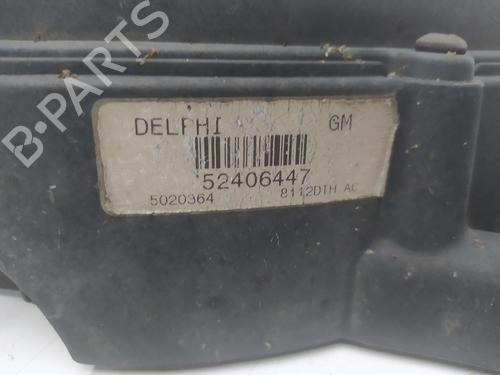 B-PARTS
DELPHI GM
52406447
5020364 8112DTH AC